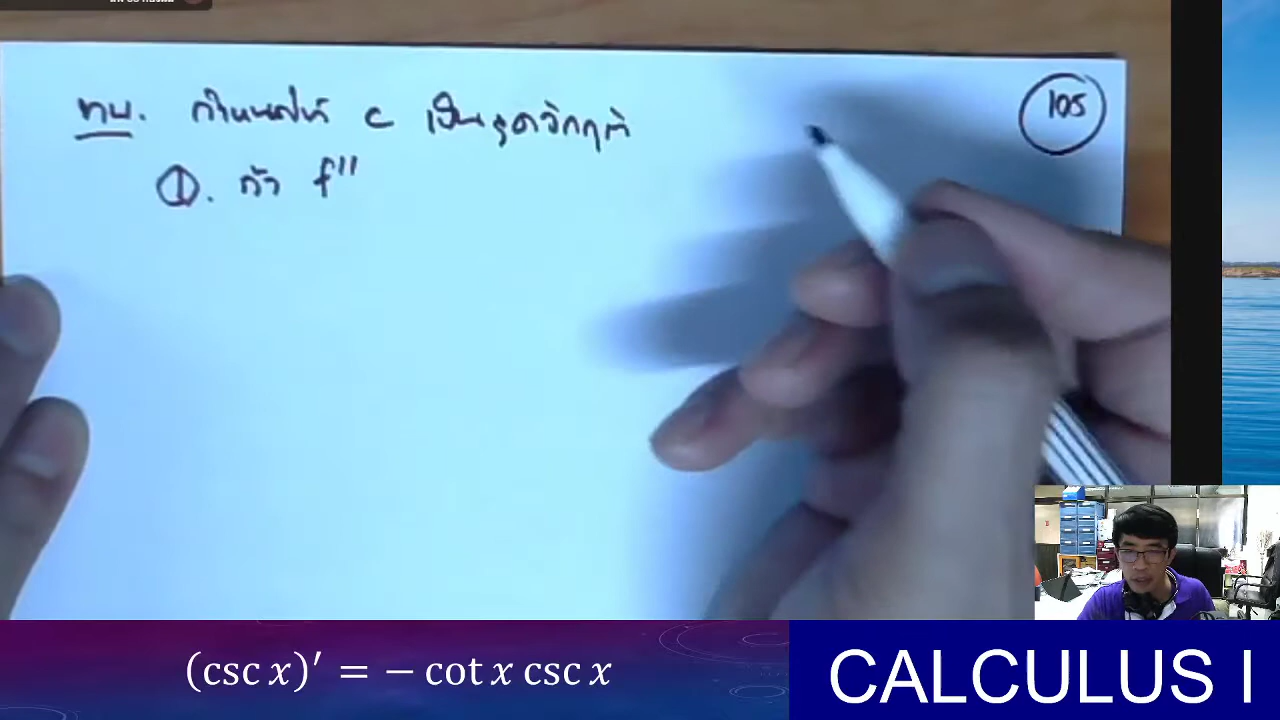 ทบ. กำหนดให้ c เป็นจุดวิกฤติ
105
①. ถ้า f''
(csc x)′ = − cot x csc x
CALCULUS I